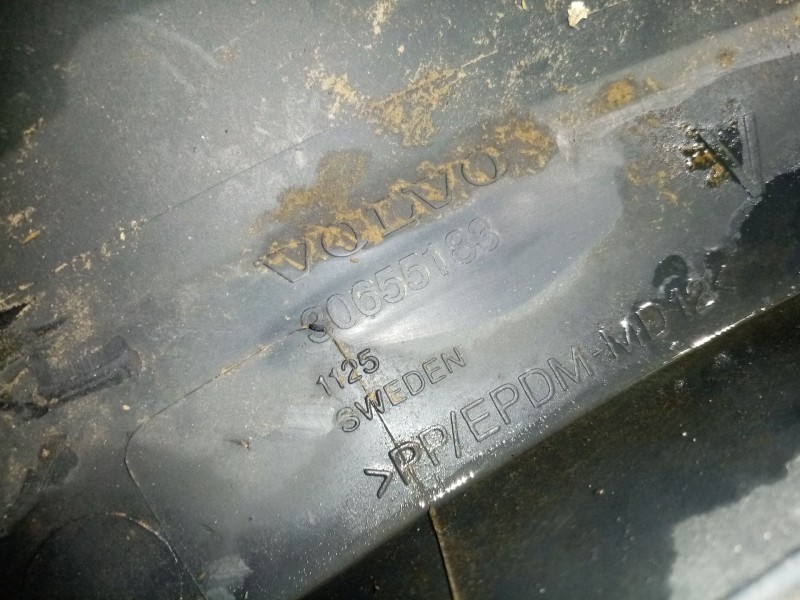 VOLVO
30655188
1125
SWEDEN
>PP/EPDM-MD12<